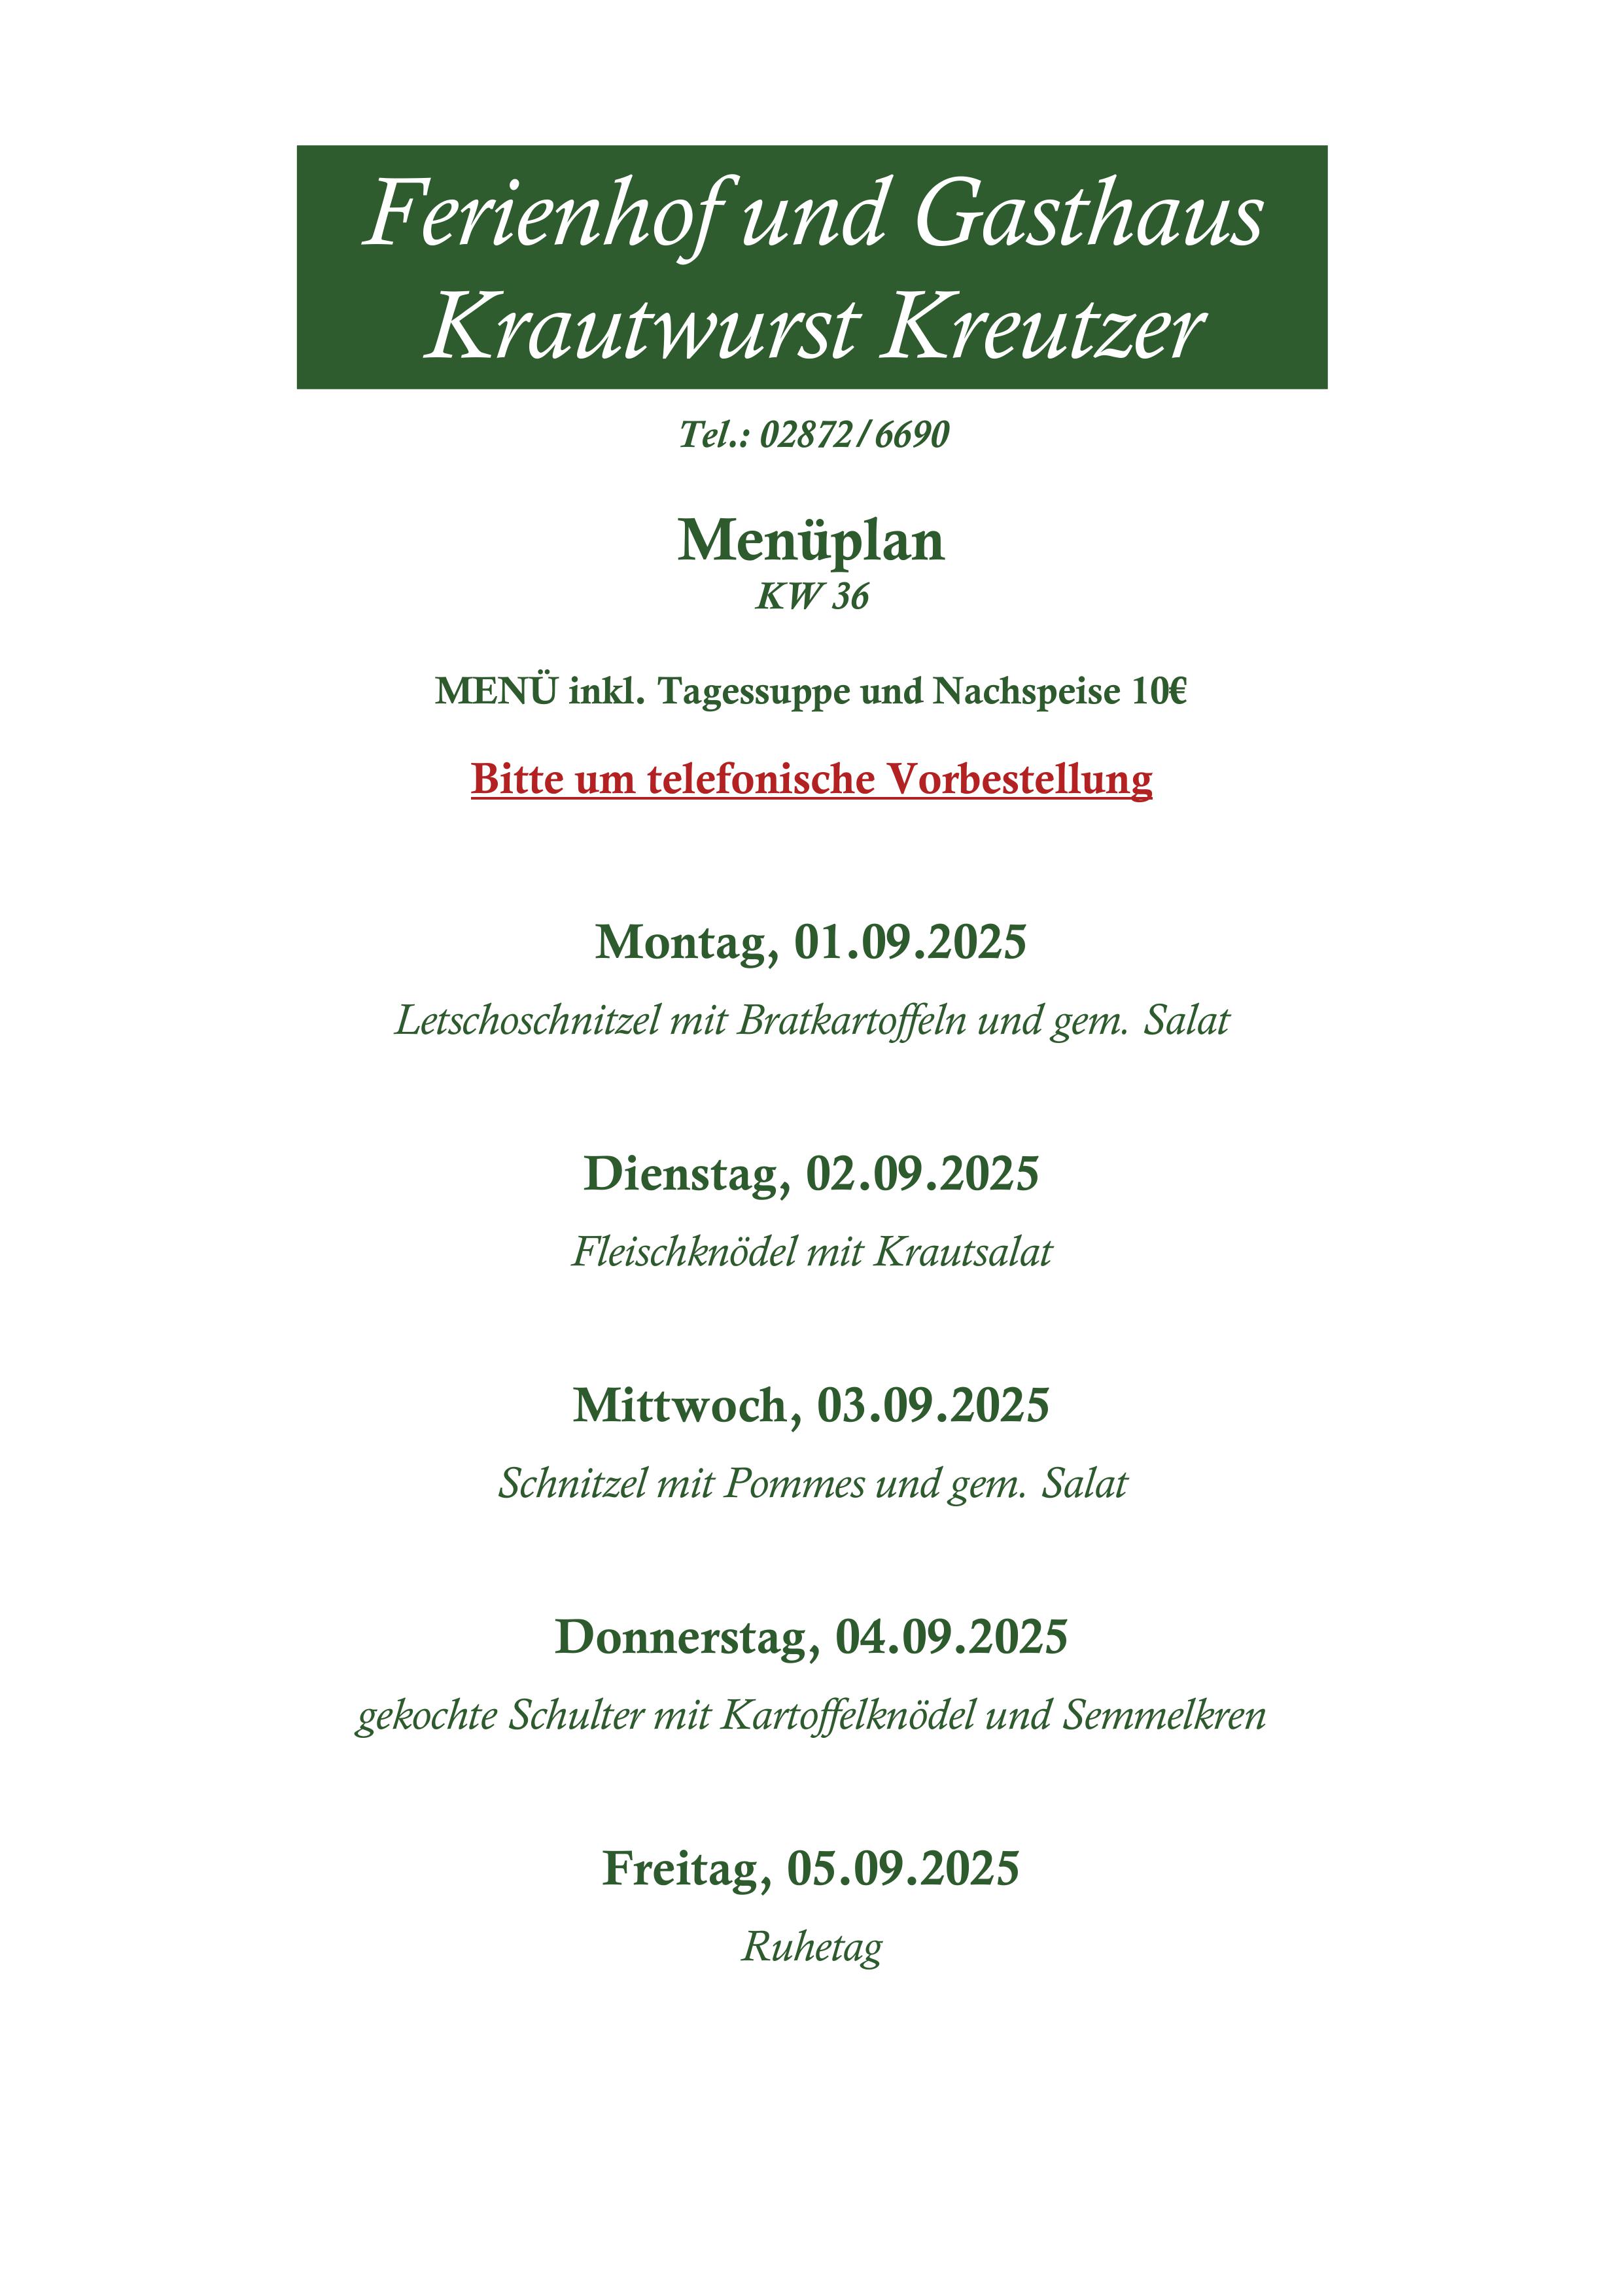 Ferienhof und Gasthaus
Krautwurst Kreutzer
Tel.: 02872/6690
Menüplan
KW 36
MENÜ inkl. Tagessuppe und Nachspeise 10€
Bitte um telefonische Vorbestellung
Montag, 01.09.2025
Letschoschnitzel mit Bratkartoffeln und gem. Salat
Dienstag, 02.09.2025
Fleischknödel mit Krautsalat
Mittwoch, 03.09.2025
Schnitzel mit Pommes und gem. Salat
Donnerstag, 04.09.2025
gekochte Schulter mit Kartoffelknödel und Semmelkren
Freitag, 05.09.2025
Ruhetag